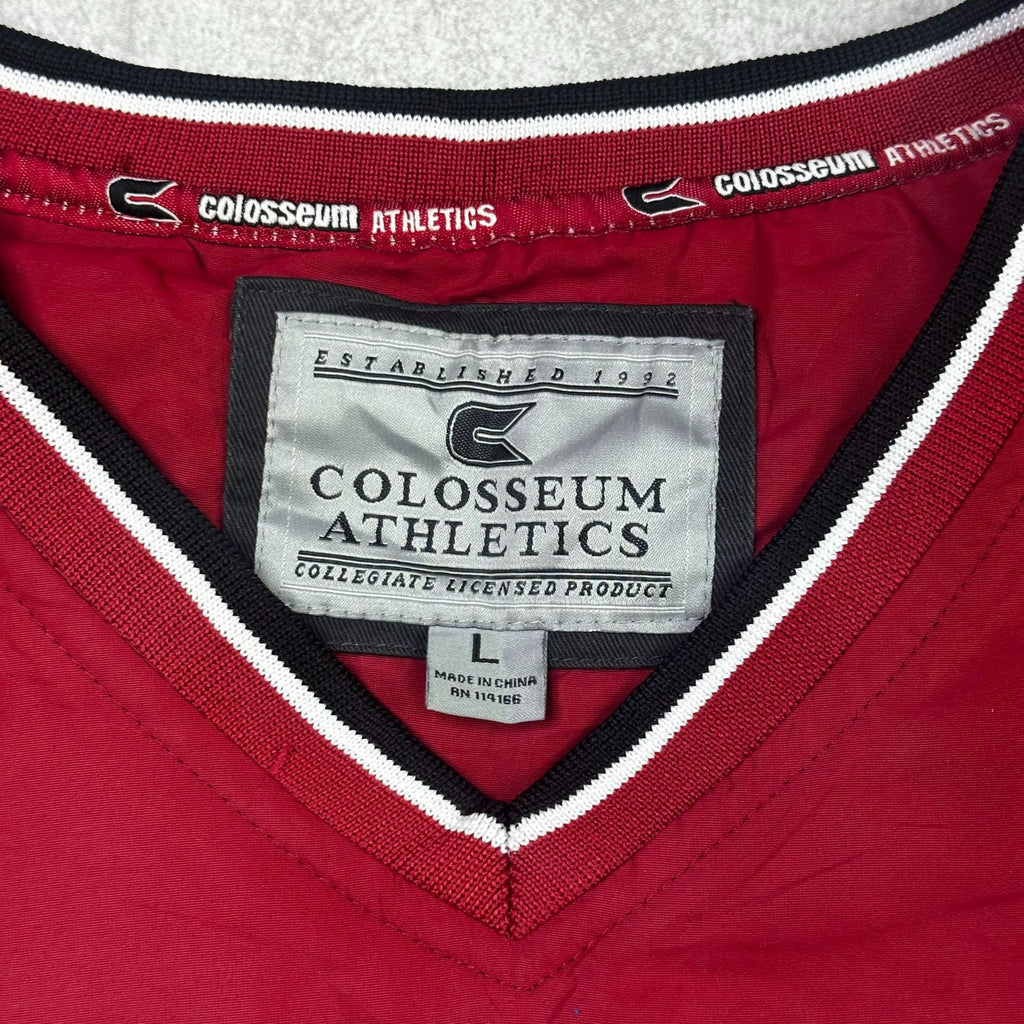 colosseum ATHLETICS colosseum ATHLETICS
ESTABLISHED 1992
COLOSSEUM
ATHLETICS
COLLEGIATE LICENSED PRODUCT
L
MADE IN CHINA
RN 114166